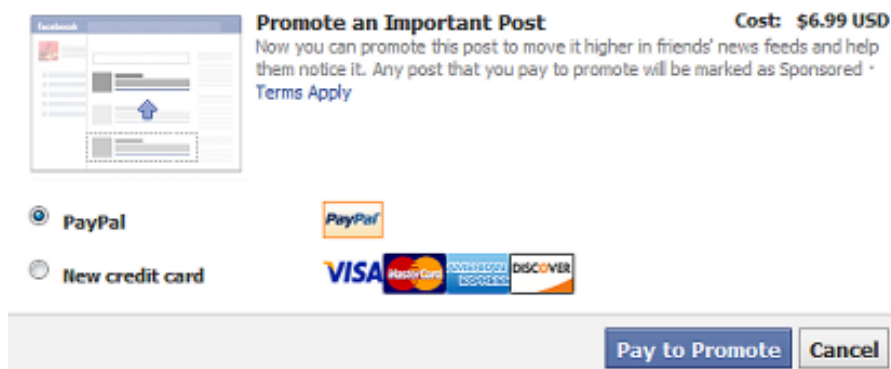 facebook
Promote an Important Post Cost: $6.99 USD
Now you can promote this post to move it higher in friends' news feeds and help
them notice it. Any post that you pay to promote will be marked as Sponsored ·
Terms Apply
PayPal PayPal
New credit card VISA MasterCard AMERICAN EXPRESS DISCOVER
Pay to Promote Cancel